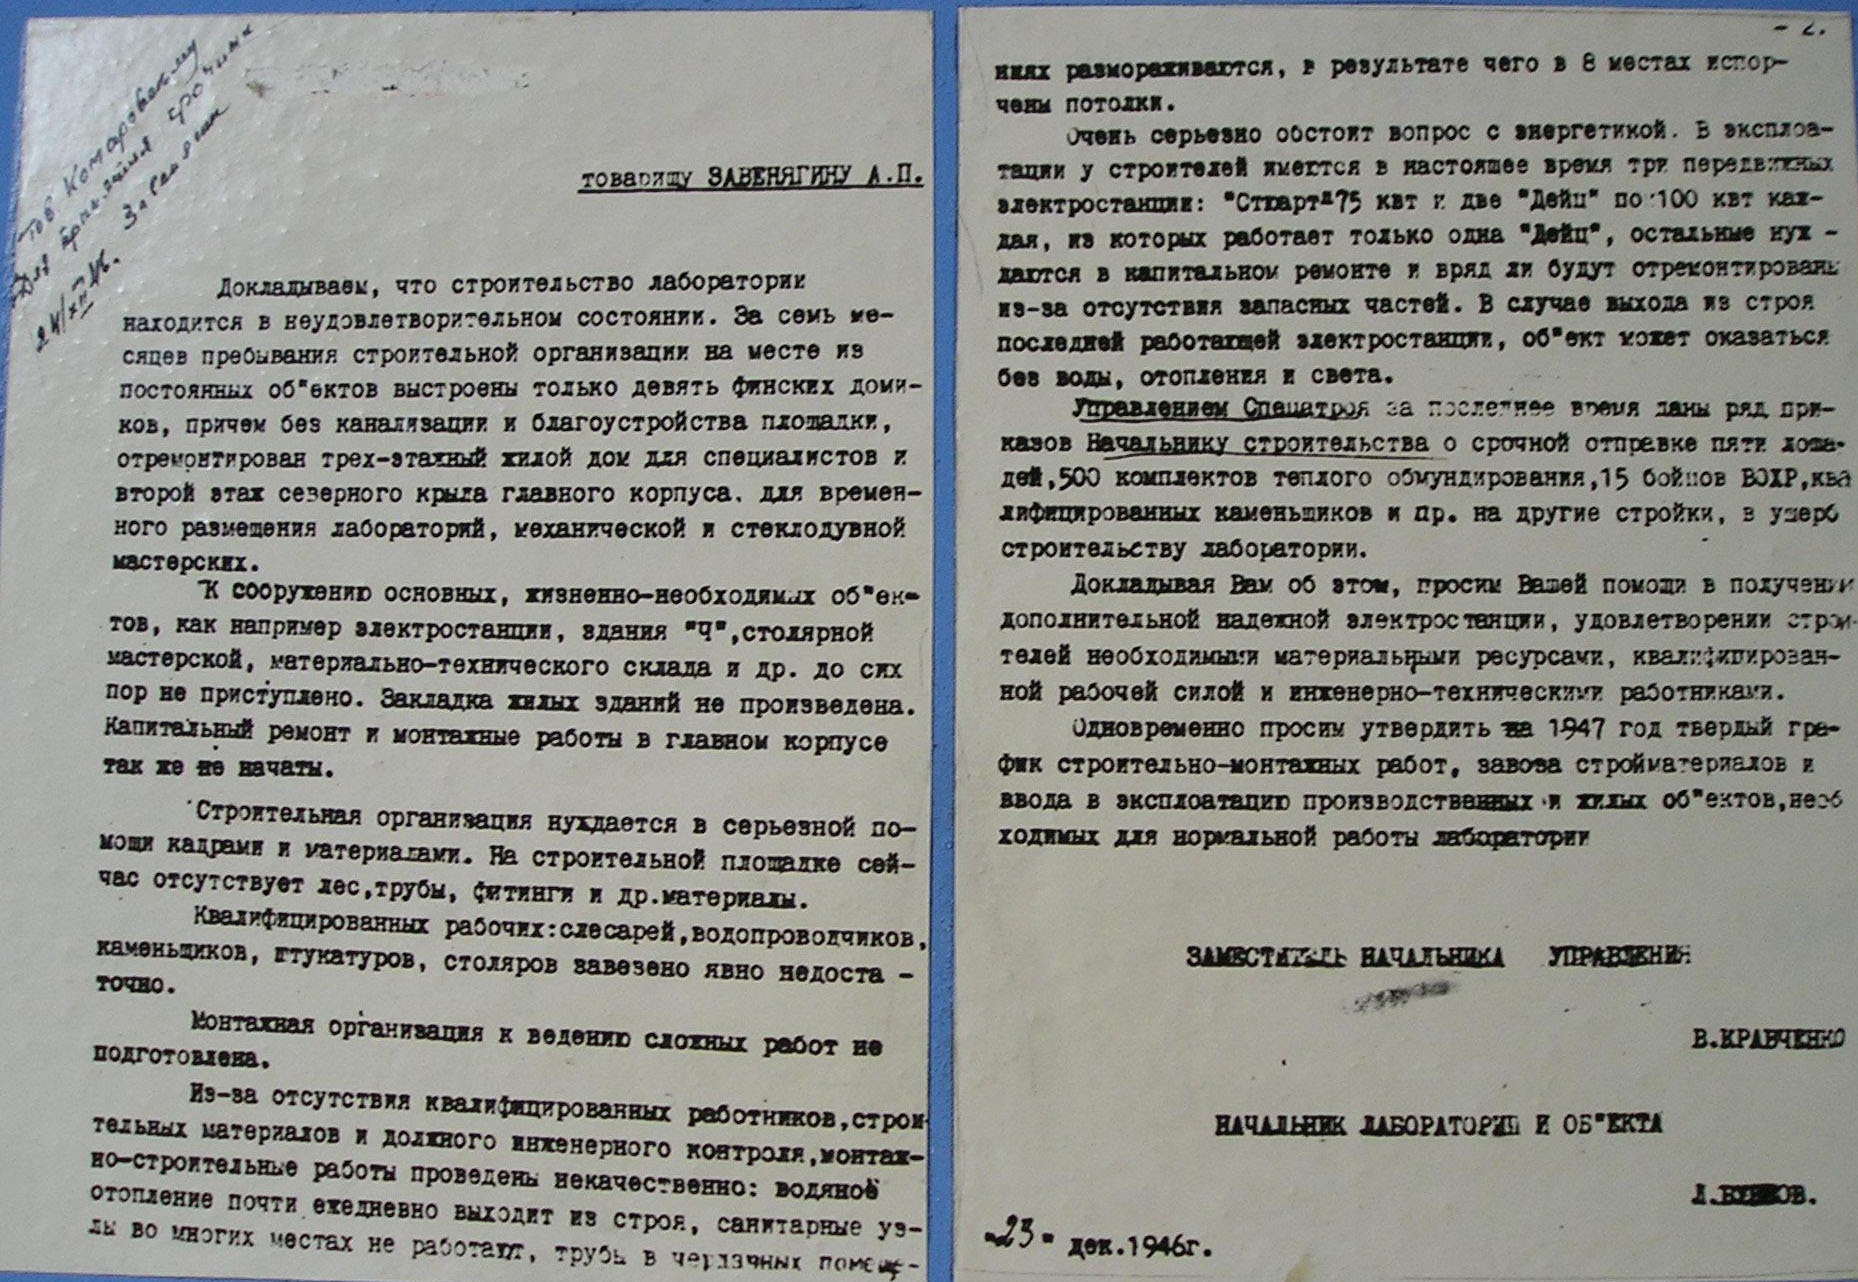 Тов Комаровскому
Для принятия срочных
Завенягин
24/XII 46.
товарищу ЗАВЕНЯГИНУ А.П.
Докладываем, что строительство лаборатории
находится в неудовлетворительном состоянии. За семь ме-
сяцев пребывания строительной организации на месте из
постоянных об"ектов выстроены только девять финских доми-
ков, причем без канализации и благоустройства площадки,
отремонтирован трех-этажный жилой дом для специалистов и
второй этаж северного крыла главного корпуса. для времен-
ного размещения лабораторий, механической и стеклодувной
мастерских.
К сооружению основных, жизненно-необходимых об"ек-
тов, как например электростанции, здания "Ч",столярной
мастерской, материально-технического склада и др. до сих
пор не приступлено. Закладка жилых зданий не произведена.
Капитальный ремонт и монтажные работы в главном корпусе
так же не начаты.
Строительная организация нуждается в серьезной по-
мощи кадрами и материалами. На строительной площадке сей-
час отсутствует лес,трубы, фитинги и др.материалы.
Квалифицированных рабочих:слесарей,водопроводчиков,
каменьщиков, штукатуров, столяров завезено явно недоста -
точно.
Монтажная организация к ведению сложных работ не
подготовлена.
Из-за отсутствия квалифицированных работников,строи-
тельных материалов и должного инженерного контроля,монтаж-
но-строительные работы проведены некачественно: водяное
отопление почти ежедневно выходит из строя, санитарные уз-
лы во многих местах не работают, трубы в чердачных помеще-
- 2.
ниях размораживаются, в результате чего в 8 местах испор-
чены потолки.
Очень серьезно обстоит вопрос с энергетикой. В эксплоа-
тации у строителей имеются в настоящее время три передвижных
электростанции: "Стюарт"-75 квт и две "Дейц" по 100 квт каж-
дая, из которых работает только одна "Дейц", остальные нуж -
даются в капитальном ремонте и вряд ли будут отремонтированы
из-за отсутствия запасных частей. В случае выхода из строя
последней работающей электростанции, об"ект может оказаться
без воды, отопления и света.
Управлением Спецстроя за последнее время даны ряд при-
казов Начальнику строительства о срочной отправке пяти лоша-
дей,500 комплектов теплого обмундирования,15 бойцов ВОХР,ква
лифицированных каменьщиков и пр. на другие стройки, в ущерб
строительству лаборатории.
Докладывая Вам об этом, просим Вашей помощи в получении
дополнительной надежной электростанции, удовлетворении строи-
телей необходимыми материальными ресурсами, квалифицирован-
ной рабочей силой и инженерно-техническими работниками.
Одновременно просим утвердить на 1947 год твердый гра-
фик строительно-монтажных работ, завоза стройматериалов и
ввода в эксплоатацию производственных и жилых об"ектов,необ
ходимых для нормальной работы лаборатории
ЗАМЕСТИТЕЛЬ НАЧАЛЬНИКА УПРАВЛЕНИЯ
В.КРАВЧЕНКО
НАЧАЛЬНИК ЛАБОРАТОРИИ И ОБ"ЕКТА
"23" дек.1946г.